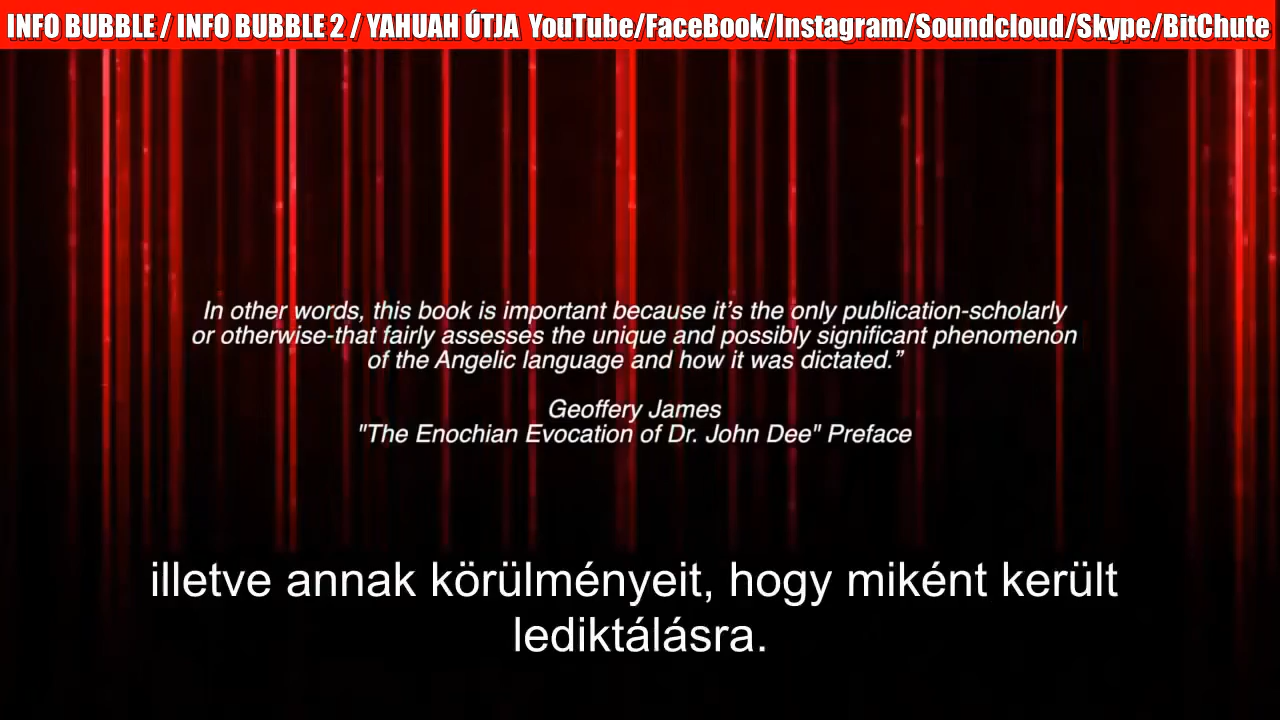 INFO BUBBLE / INFO BUBBLE 2 / YAHUAH ÚTJA YouTube/FaceBook/Instagram/Soundcloud/Skype/BitChute
In other words, this book is important because it’s the only publication-scholarly
or otherwise-that fairly assesses the unique and possibly significant phenomenon
of the Angelic language and how it was dictated.”
Geoffery James
"The Enochian Evocation of Dr. John Dee" Preface
illetve annak körülményeit, hogy miként került
lediktálásra.